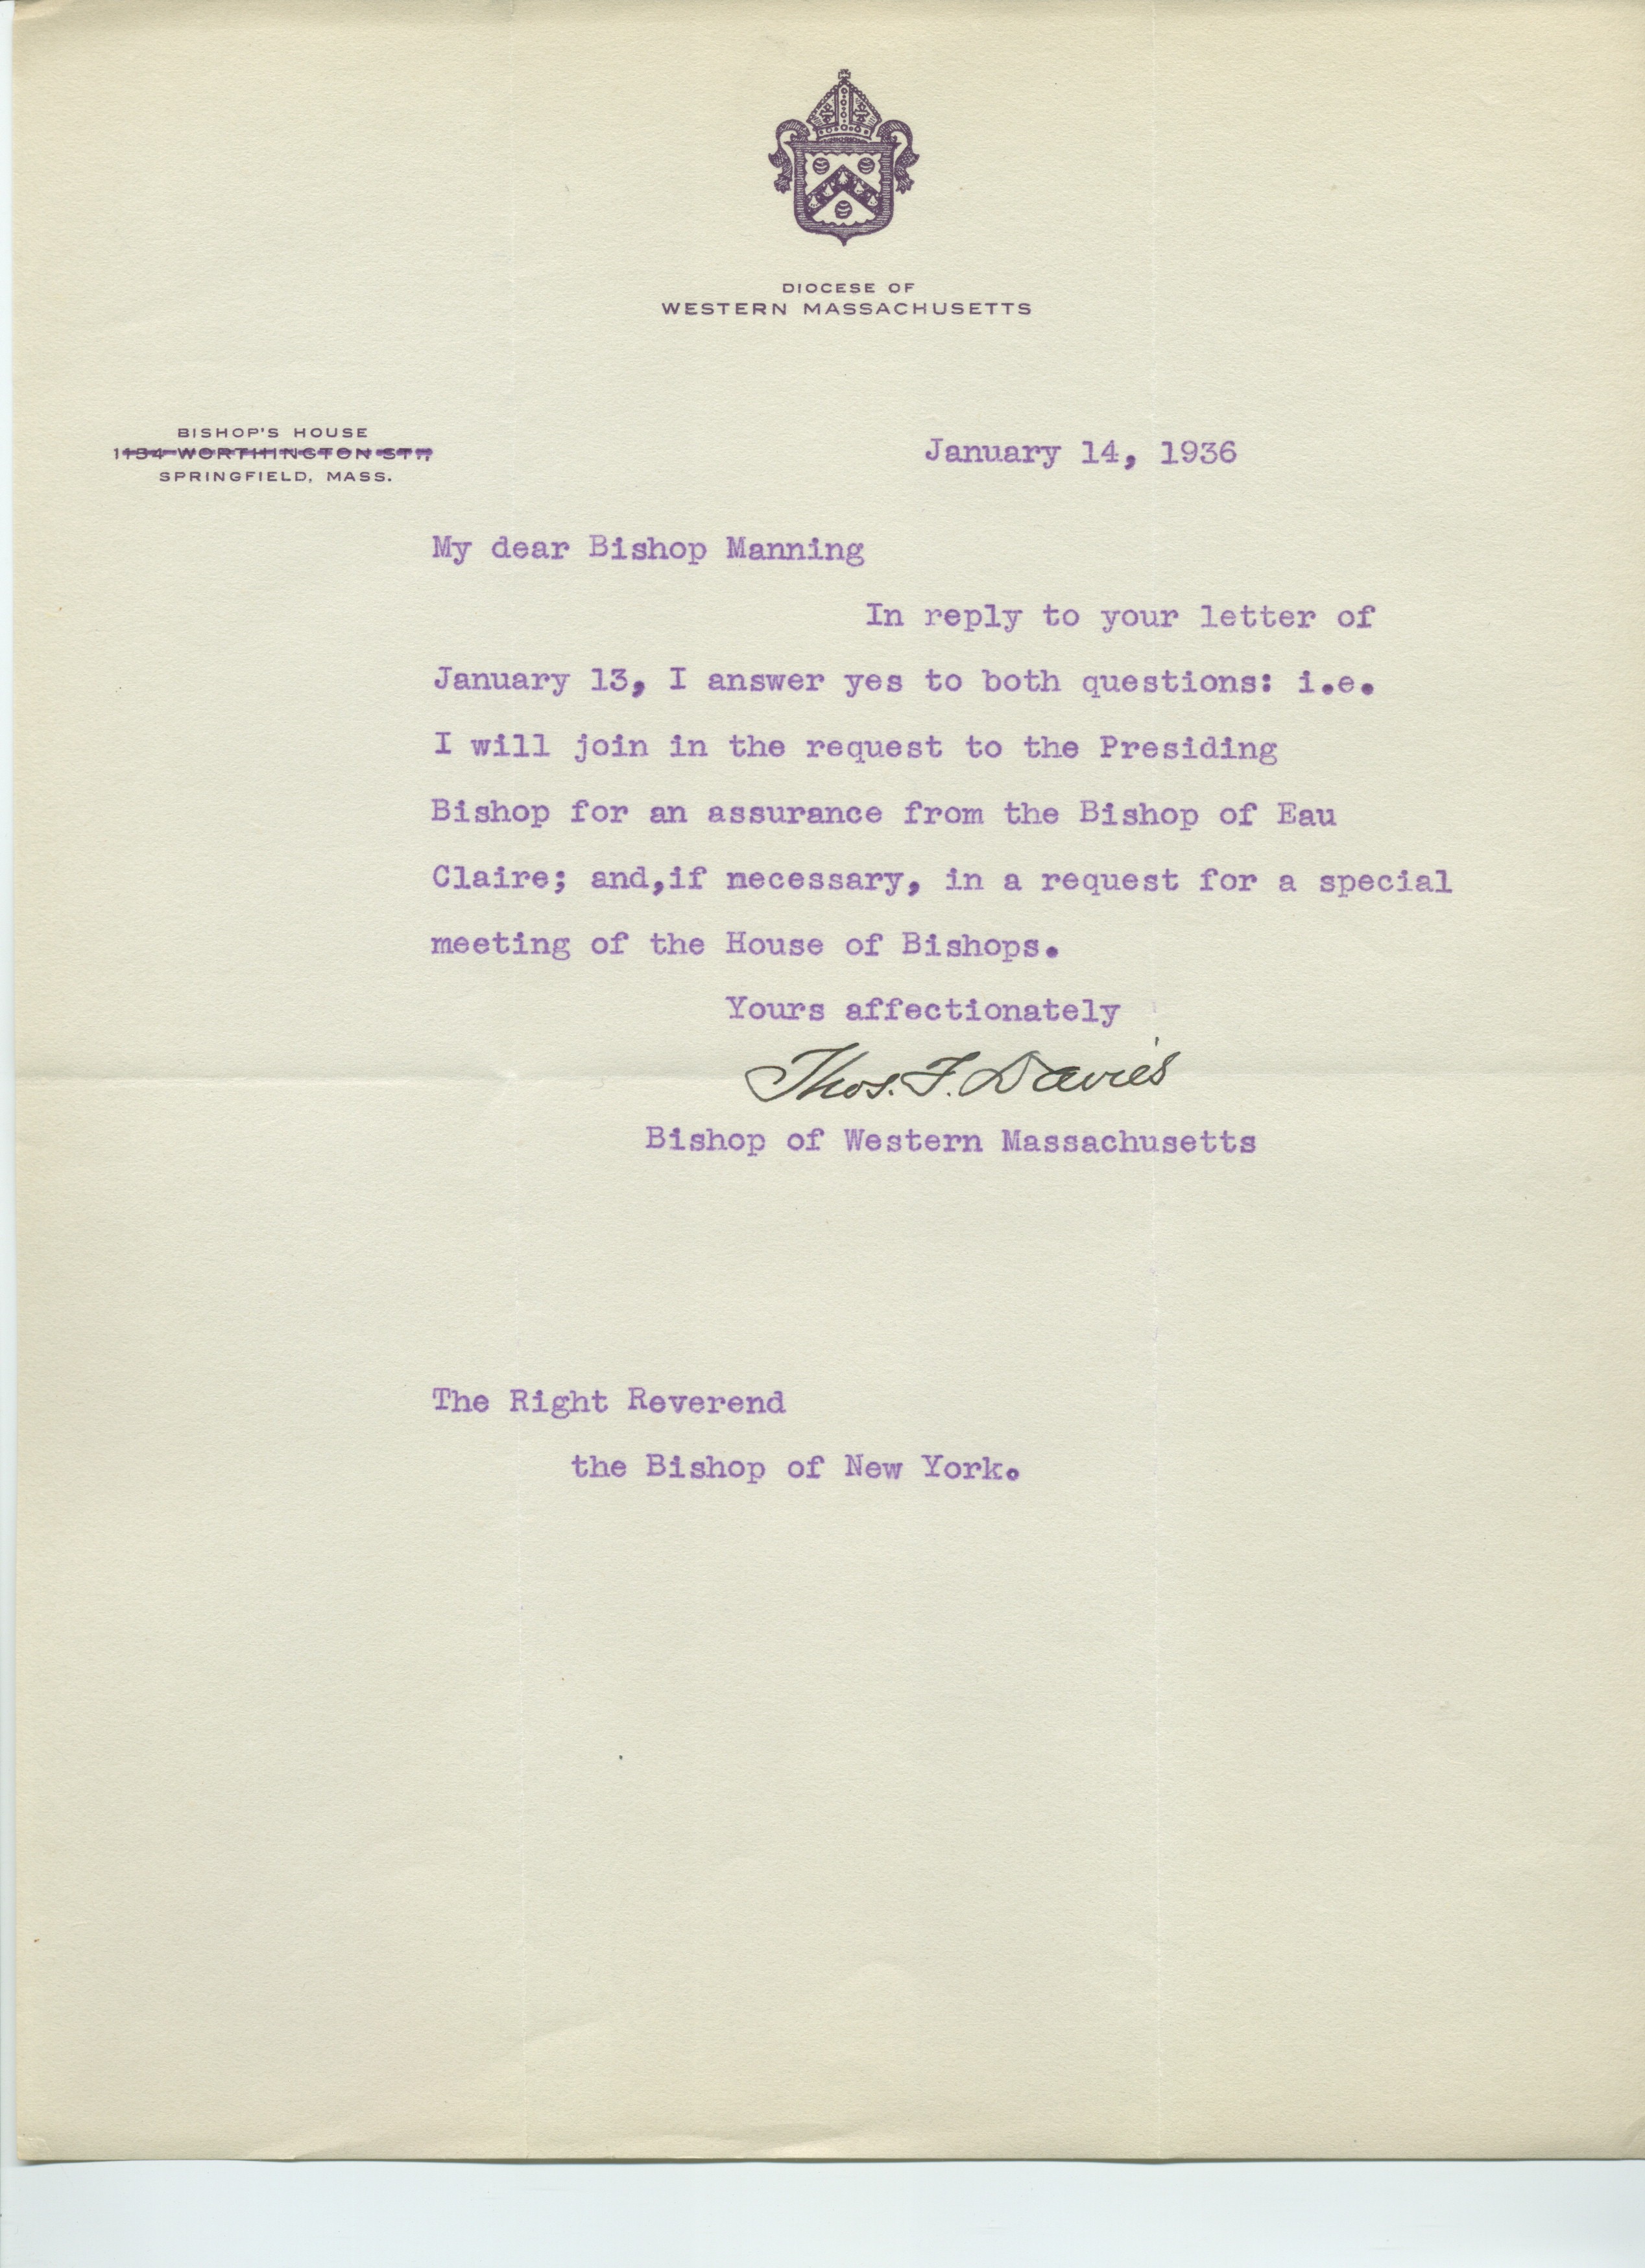 DIOCESE OF
WESTERN MASSACHUSETTS
BISHOP'S HOUSE
1154 WORTHINGTON ST.,
SPRINGFIELD, MASS.
January 14, 1936
My dear Bishop Manning
In reply to your letter of
January 13, I answer yes to both questions: i.e.
I will join in the request to the Presiding
Bishop for an assurance from the Bishop of Eau
Claire; and,if necessary, in a request for a special
meeting of the House of Bishops.
Yours affectionately
Thos. F. Davies
Bishop of Western Massachusetts
The Right Reverend
the Bishop of New York.